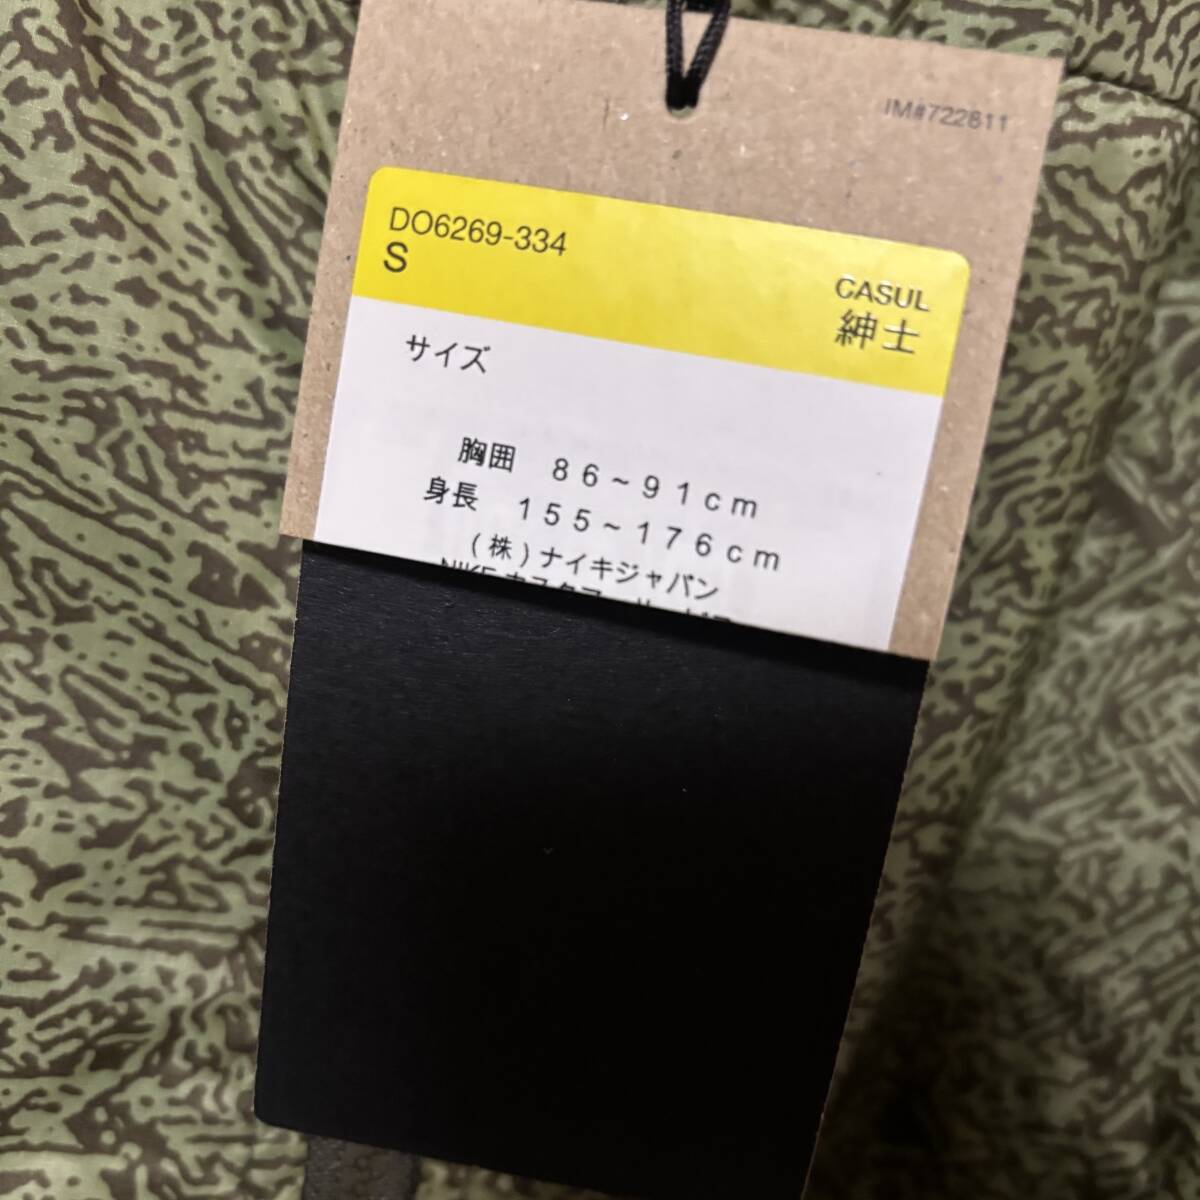 IM#722611
DO6269-334
S
CASUL
紳士
サイズ
胸囲 86~91cm
身長 155~176cm
(株)ナイキジャパン